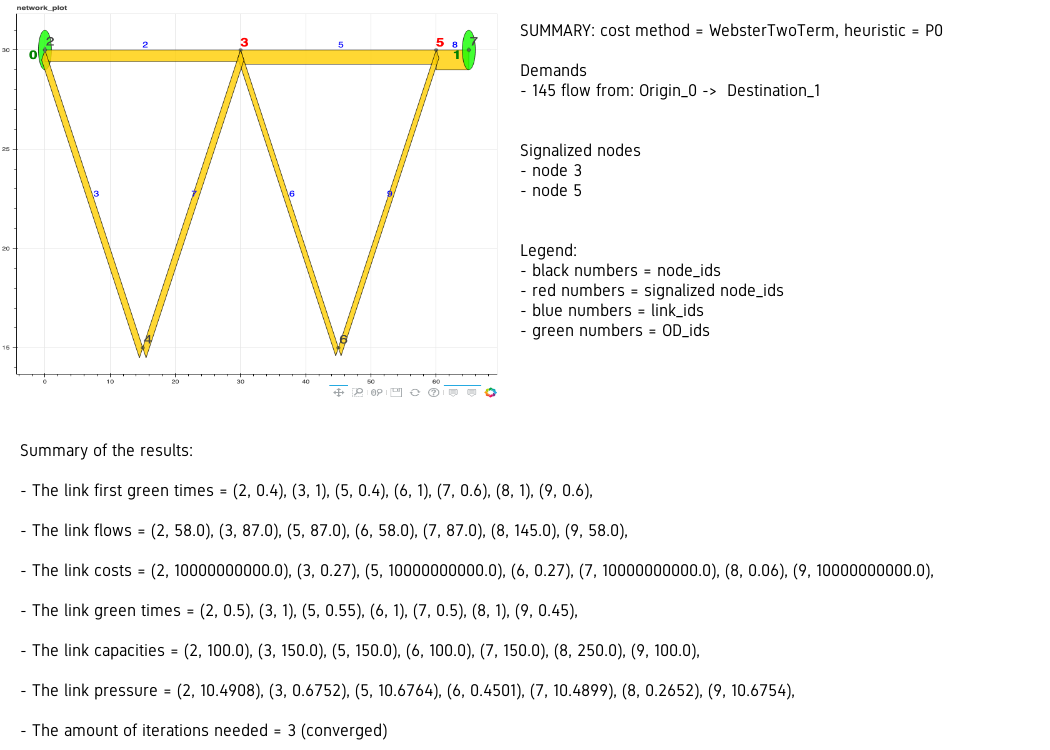 network_plot
2
0
2
3
5
5
8
1
7
3
7
6
9
4
6
30
25
20
15
0
10
20
30
40
50
60
SUMMARY: cost method = WebsterTwoTerm, heuristic = P0
Demands
- 145 flow from: Origin_0 -> Destination_1
Signalized nodes
- node 3
- node 5
Legend:
- black numbers = node_ids
- red numbers = signalized node_ids
- blue numbers = link_ids
- green numbers = OD_ids
Summary of the results:
- The link first green times = (2, 0.4), (3, 1), (5, 0.4), (6, 1), (7, 0.6), (8, 1), (9, 0.6),
- The link flows = (2, 58.0), (3, 87.0), (5, 87.0), (6, 58.0), (7, 87.0), (8, 145.0), (9, 58.0),
- The link costs = (2, 10000000000.0), (3, 0.27), (5, 10000000000.0), (6, 0.27), (7, 10000000000.0), (8, 0.06), (9, 10000000000.0),
- The link green times = (2, 0.5), (3, 1), (5, 0.55), (6, 1), (7, 0.5), (8, 1), (9, 0.45),
- The link capacities = (2, 100.0), (3, 150.0), (5, 150.0), (6, 100.0), (7, 150.0), (8, 250.0), (9, 100.0),
- The link pressure = (2, 10.4908), (3, 0.6752), (5, 10.6764), (6, 0.4501), (7, 10.4899), (8, 0.2652), (9, 10.6754),
- The amount of iterations needed = 3 (converged)